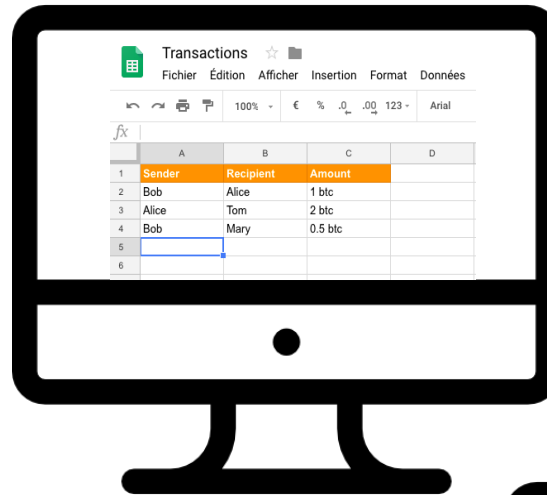 Transactions
Fichier Édition Afficher Insertion Format Données
100% € % .0 .00 123 Arial
fx
A B C D
1 Sender Recipient Amount
2 Bob Alice 1 btc
3 Alice Tom 2 btc
4 Bob Mary 0.5 btc
5
6